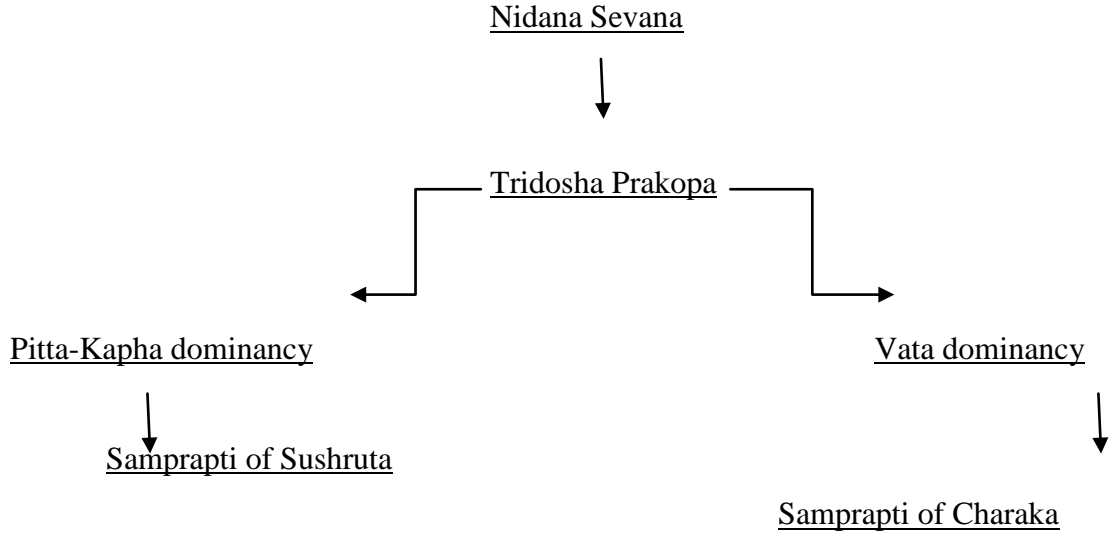 Nidana Sevana
Tridosha Prakopa
Pitta-Kapha dominancy
Vata dominancy
Samprapti of Sushruta
Samprapti of Charaka